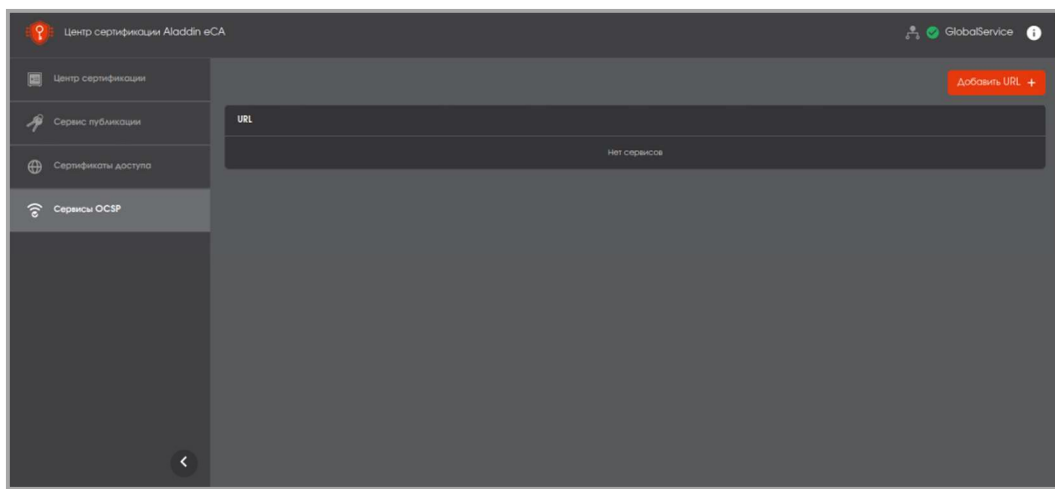 Центр сертификации Aladdin eCA
GlobalService
Центр сертификации
Добавить URL +
Сервис публикации
URL
Нет сервисов
Сертификаты доступа
Сервисы OCSP